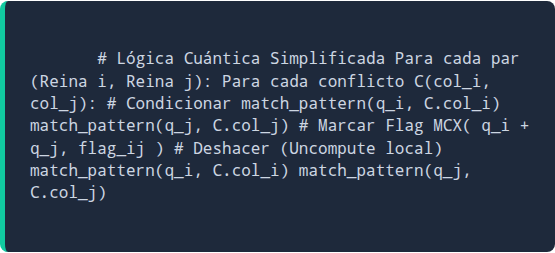 # Lógica Cuántica Simplificada Para cada par
(Reina i, Reina j): Para cada conflicto C(col_i,
col_j): # Condicionar match_pattern(q_i, C.col_i)
match_pattern(q_j, C.col_j) # Marcar Flag MCX( q_i +
q_j, flag_ij ) # Deshacer (Uncompute local)
match_pattern(q_i, C.col_i) match_pattern(q_j,
C.col_j)